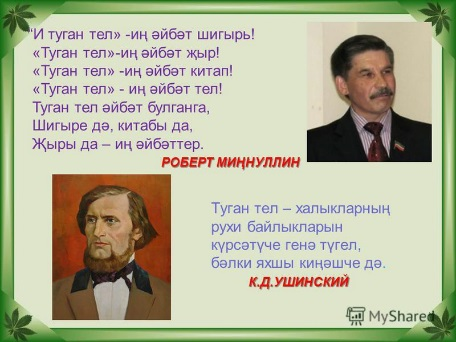 “И туган тел» -иң әйбәт шигырь!
«Туган тел»-иң әйбәт җыр!
«Туган тел» -иң әйбәт китап!
«Туган тел» - иң әйбәт тел!
Туган тел әйбәт булганга,
Шигыре дә, китабы да,
Җыры да – иң әйбәттер.
РОБЕРТ МИҢНУЛЛИН
Туган тел – халыкларның
рухи байлыкларын
күрсәтүче генә түгел,
бәлки яхшы киңәшче дә.
К.Д.УШИНСКИЙ
MyShared